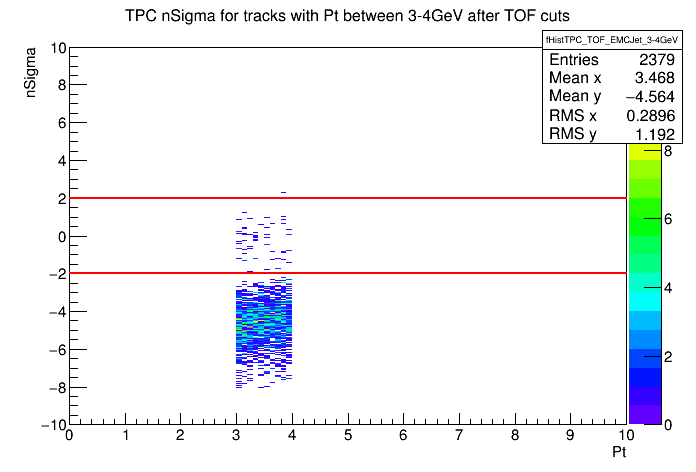 TPC nSigma for tracks with Pt between 3-4GeV after TOF cuts
fHistTPC_TOF_EMCJet_3-4GeV
Entries 2379
Mean x 3.468
Mean y −4.564
RMS x 0.2896
RMS y 1.192
nSigma
10
8
6
4
2
0
−2
−4
−6
−8
−10
0 1 2 3 4 5 6 7 8 9 10
Pt
8
6
4
2
0